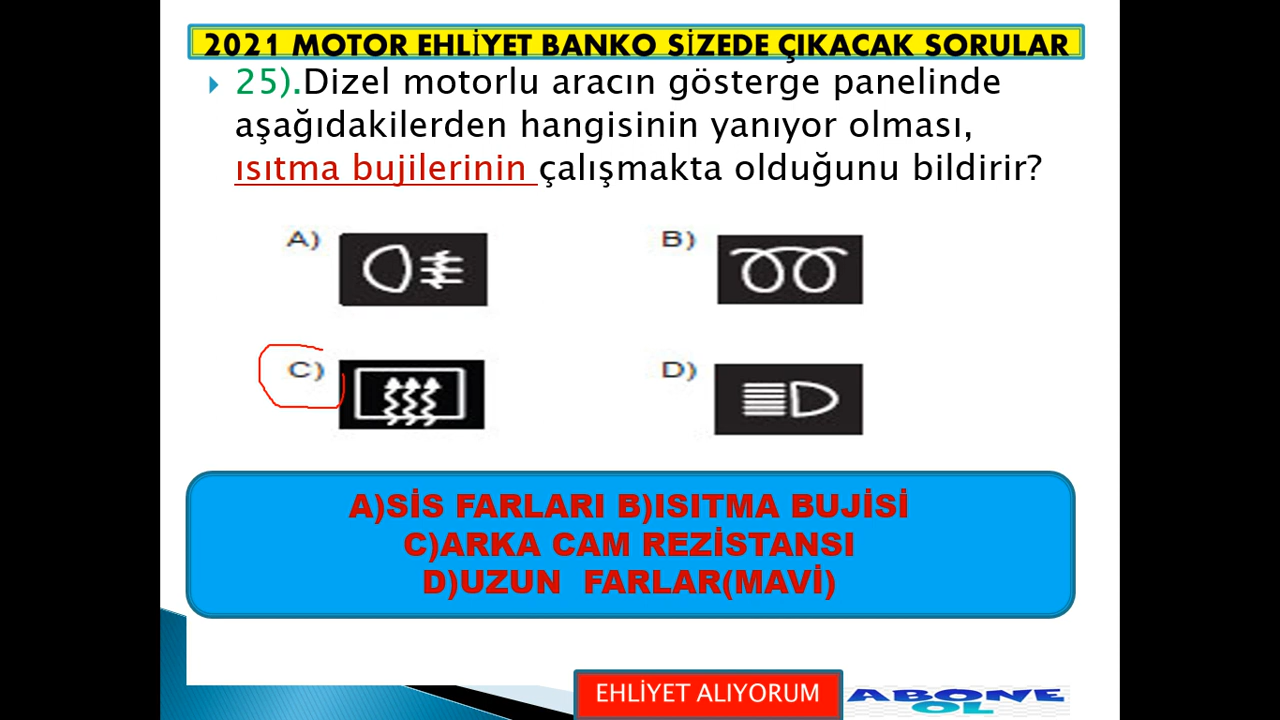 2021 MOTOR EHLİYET BANKO SİZEDE ÇIKACAK SORULAR
25).Dizel motorlu aracın gösterge panelinde
aşağıdakilerden hangisinin yanıyor olması,
ısıtma bujilerinin çalışmakta olduğunu bildirir?
A) B)
C) D)
A)SİS FARLARI B)ISITMA BUJİSİ
C)ARKA CAM REZİSTANSI
D)UZUN FARLAR(MAVİ)
EHLİYET ALIYORUM
ABONE
OL